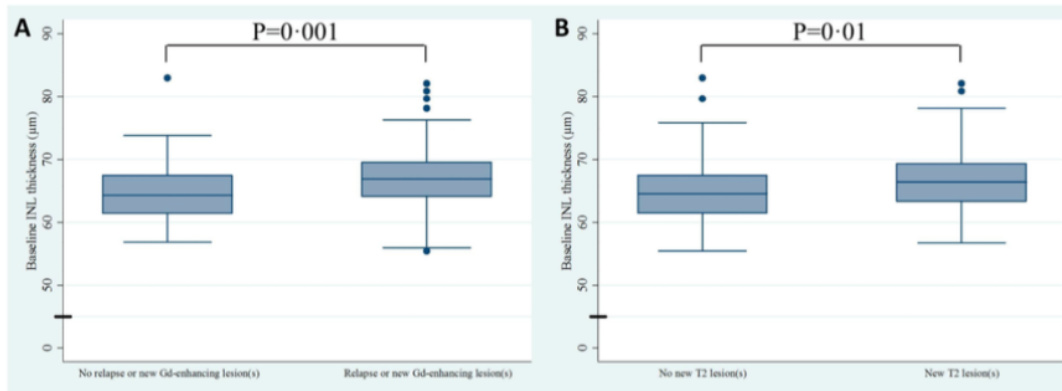 A
P=0·001
Baseline INL thickness (µm)
90
80
70
60
50
0
No relapse or new Gd-enhancing lesion(s)
Relapse or new Gd-enhancing lesion(s)
B
P=0·01
Baseline INL thickness (µm)
90
80
70
60
50
0
No new T2 lesion(s)
New T2 lesion(s)